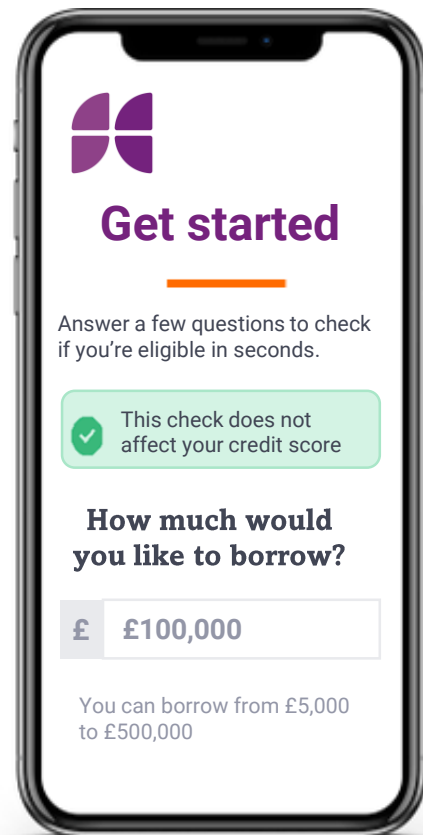 Get started
Answer a few questions to check
if you’re eligible in seconds.
This check does not
affect your credit score
How much would
you like to borrow?
£ £100,000
You can borrow from £5,000
to £500,000